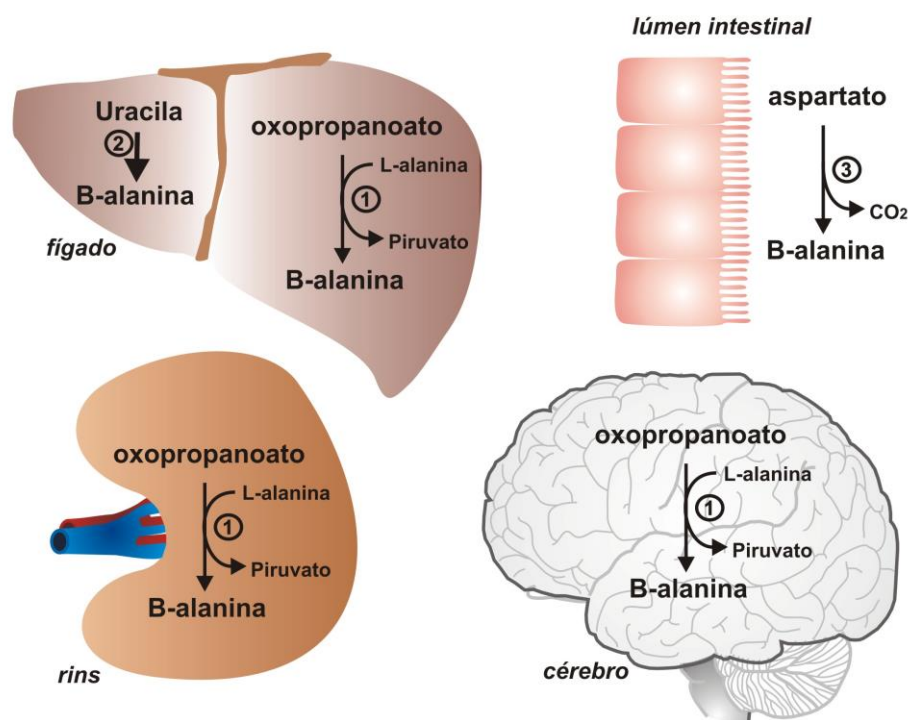 Uracila
2
B-alanina
fígado
oxopropanoato
L-alanina
1
Piruvato
B-alanina
lúmen intestinal
aspartato
3
CO2
B-alanina
oxopropanoato
L-alanina
1
Piruvato
B-alanina
rins
oxopropanoato
L-alanina
1
Piruvato
B-alanina
cérebro